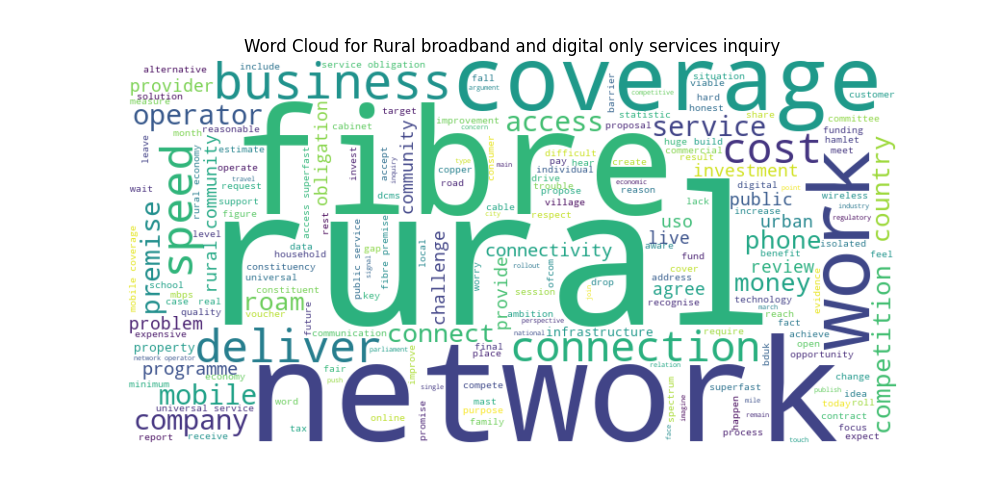 Word Cloud for Rural broadband and digital only services inquiry
alternative
include
service obligation
fall
argument
competitive
barrier
situation
viable
customer
provider
solution
measure
business
coverage
hard
honest
share
committee
operator
month
reasonable
leave
estimate
operate
travel
request
support
figure
level
rural economy
rural community
speed
premise
wait
fibre
obligation
access superfast
cabinet
target
invest
copper
road
accept
inquiry
dcms
community
improvement
concern
access
proposal
statistic
service
huge build
commercial
result
cost
funding
hamlet
meet
investment
type
consumer
main
difficult
pay
hear
individual
drive
trouble
propose
village
respect
create
economic
reason
lack
digital
point
public
increase
wireless
industry
regulatory
work
competition country
feel
rural
rest
data
household
gap
fibre premise
public service
signal
key
local
challenge
cable
city
connectivity
uso
live
aware
fund
urban
phone
isolated
benefit
review
money
agree
address
cover
recognise
technology
march
reach
evidence
fact
achieve
open
opportunity
mobile coverage
school
mbps
case
real
quality
constituency
universal
constituent
voucher
roam
future
communication
worry
provide
rollout
ofcom
session
drop
job
ambition
perspective
national
infrastructure
require
problem
expensive
property
network operator
programme
minimum
economy
deliver
fair
push
parliament
improve
connect
final
place
connection
relation
bduk
mobile
universal service
company
report
receive
word
tax
network
online
single
promise
compete
mast
purpose
family
spectrum
face
imagine
superfast
mile
remain
happen
process
touch
change
idea
publish
today
roll
contract
focus
expect